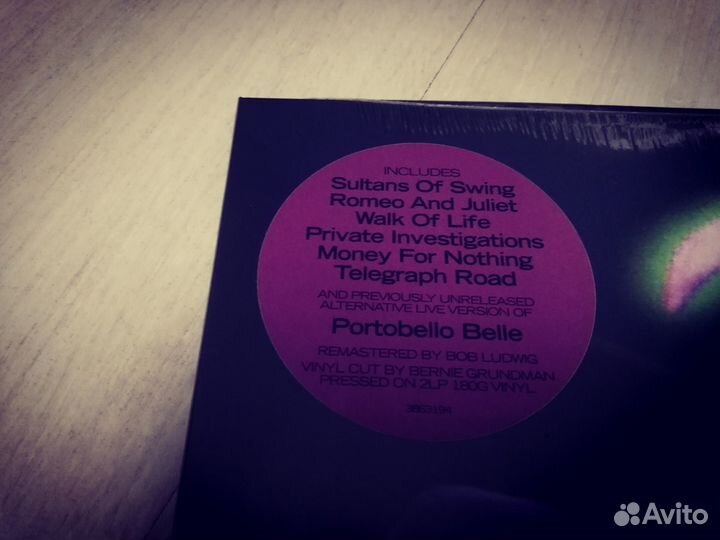 INCLUDES
Sultans Of Swing
Romeo And Juliet
Walk Of Life
Private Investigations
Money For Nothing
Telegraph Road
AND PREVIOUSLY UNRELEASED
ALTERNATIVE LIVE VERSION OF
Portobello Belle
REMASTERED BY BOB LUDWIG
VINYL CUT BY BERNIE GRUNDMAN
PRESSED ON 2LP 180G VINYL
3863194
Avito